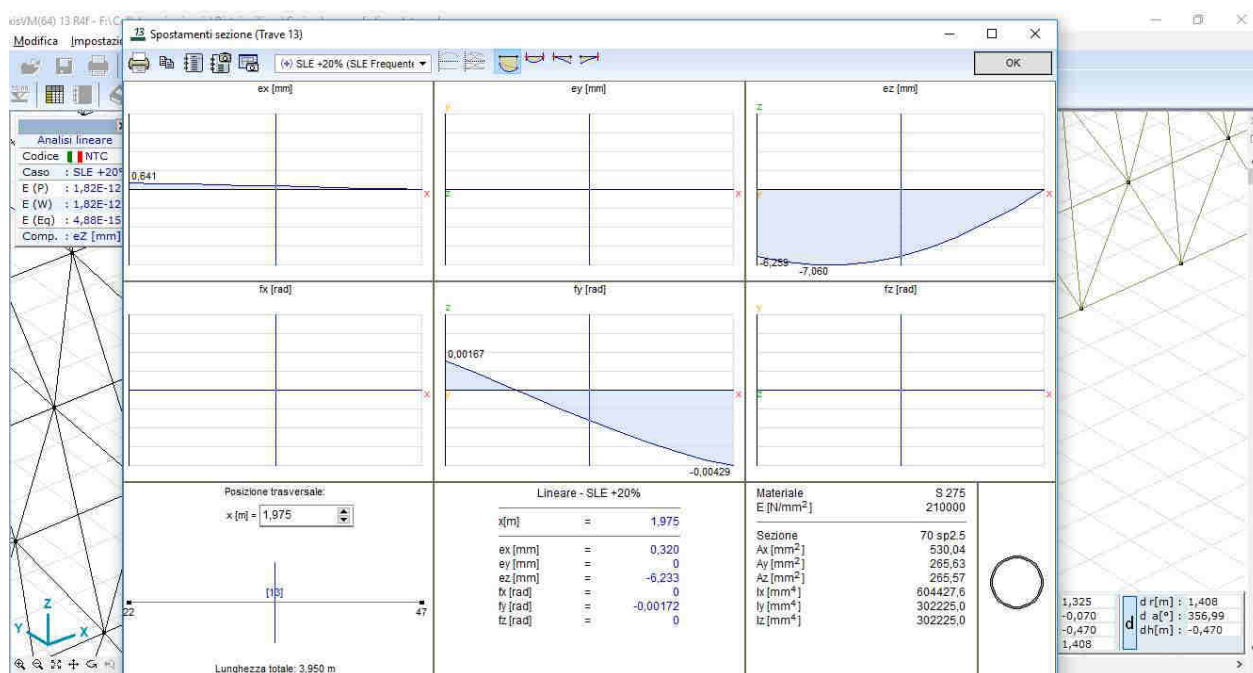 13 Spostamenti sezione (Trave 13)
Modifica
(+) SLE +20% (SLE Frequente
OK
Analisi lineare
Codice NTC
Caso : SLE +20%
E (P) : 1,82E-12
E (W) : 1,82E-12
E (Eq) : 4,88E-15
Comp. : eZ [mm]
ex [mm]
0,641
x
ey [mm]
y
z
x
ez [mm]
z
y
x
-6,259
-7,060
fx [rad]
x
fy [rad]
z
0,00167
y
x
-0,00429
fz [rad]
y
z
x
Posizione trasversale:
x [m] = 1,975
[13]
22
47
Lunghezza totale: 3,950 m
Lineare - SLE +20%
x[m] = 1,975
ex [mm] = 0,320
ey [mm] = 0
ez [mm] = -6,233
fx [rad] = 0
fy [rad] = -0,00172
fz [rad] = 0
Materiale S 275
E [N/mm²] 210000
Sezione 70 sp2.5
Ax [mm²] 530,04
Ay [mm²] 265,63
Az [mm²] 265,57
Ix [mm⁴] 604427,6
Iy [mm⁴] 302225,0
Iz [mm⁴] 302225,0
Z
Y
X
1,325
-0,070
-0,470
1,408
d
d r[m] : 1,408
d a[°] : 356,99
dh[m] : -0,470